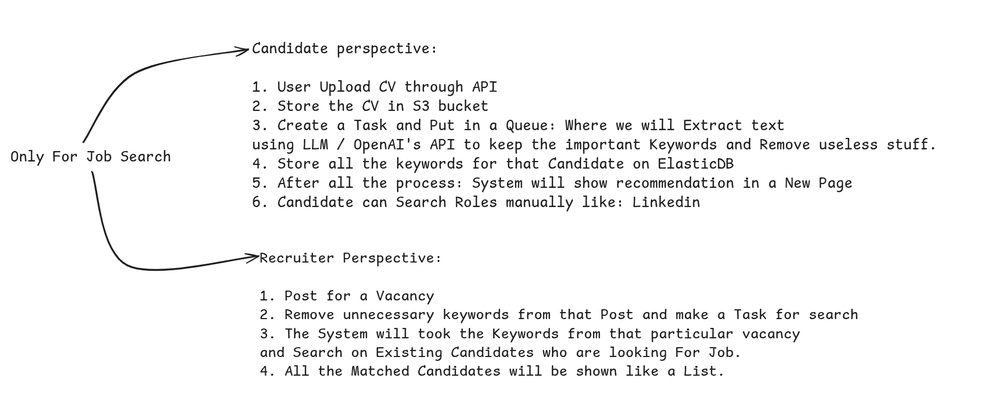 Only For Job Search
Candidate perspective:
1. User Upload CV through API
2. Store the CV in S3 bucket
3. Create a Task and Put in a Queue: Where we will Extract text
using LLM / OpenAI's API to keep the important Keywords and Remove useless stuff.
4. Store all the keywords for that Candidate on ElasticDB
5. After all the process: System will show recommendation in a New Page
6. Candidate can Search Roles manually like: Linkedin
Recruiter Perspective:
1. Post for a Vacancy
2. Remove unnecessary keywords from that Post and make a Task for search
3. The System will took the Keywords from that particular vacancy
and Search on Existing Candidates who are looking For Job.
4. All the Matched Candidates will be shown like a List.